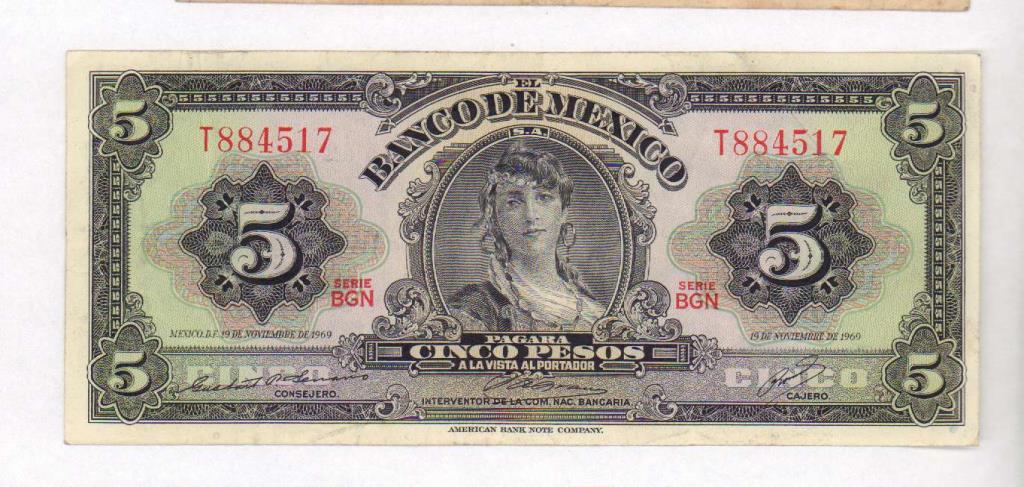 EL
BANCO DE MEXICO
S.A.
5
5
T884517
T884517
5
5
SERIE
BGN
SERIE
BGN
MEXICO, D.F. 19 DE NOVIEMBRE DE 1969
19 DE NOVIEMBRE DE 1969
PAGARA
CINCO PESOS
A LA VISTA AL PORTADOR
5
CINCO
CINCO
5
CONSEJERO.
INTERVENTOR DE LA COM. NAC. BANCARIA
CAJERO.
AMERICAN BANK NOTE COMPANY.